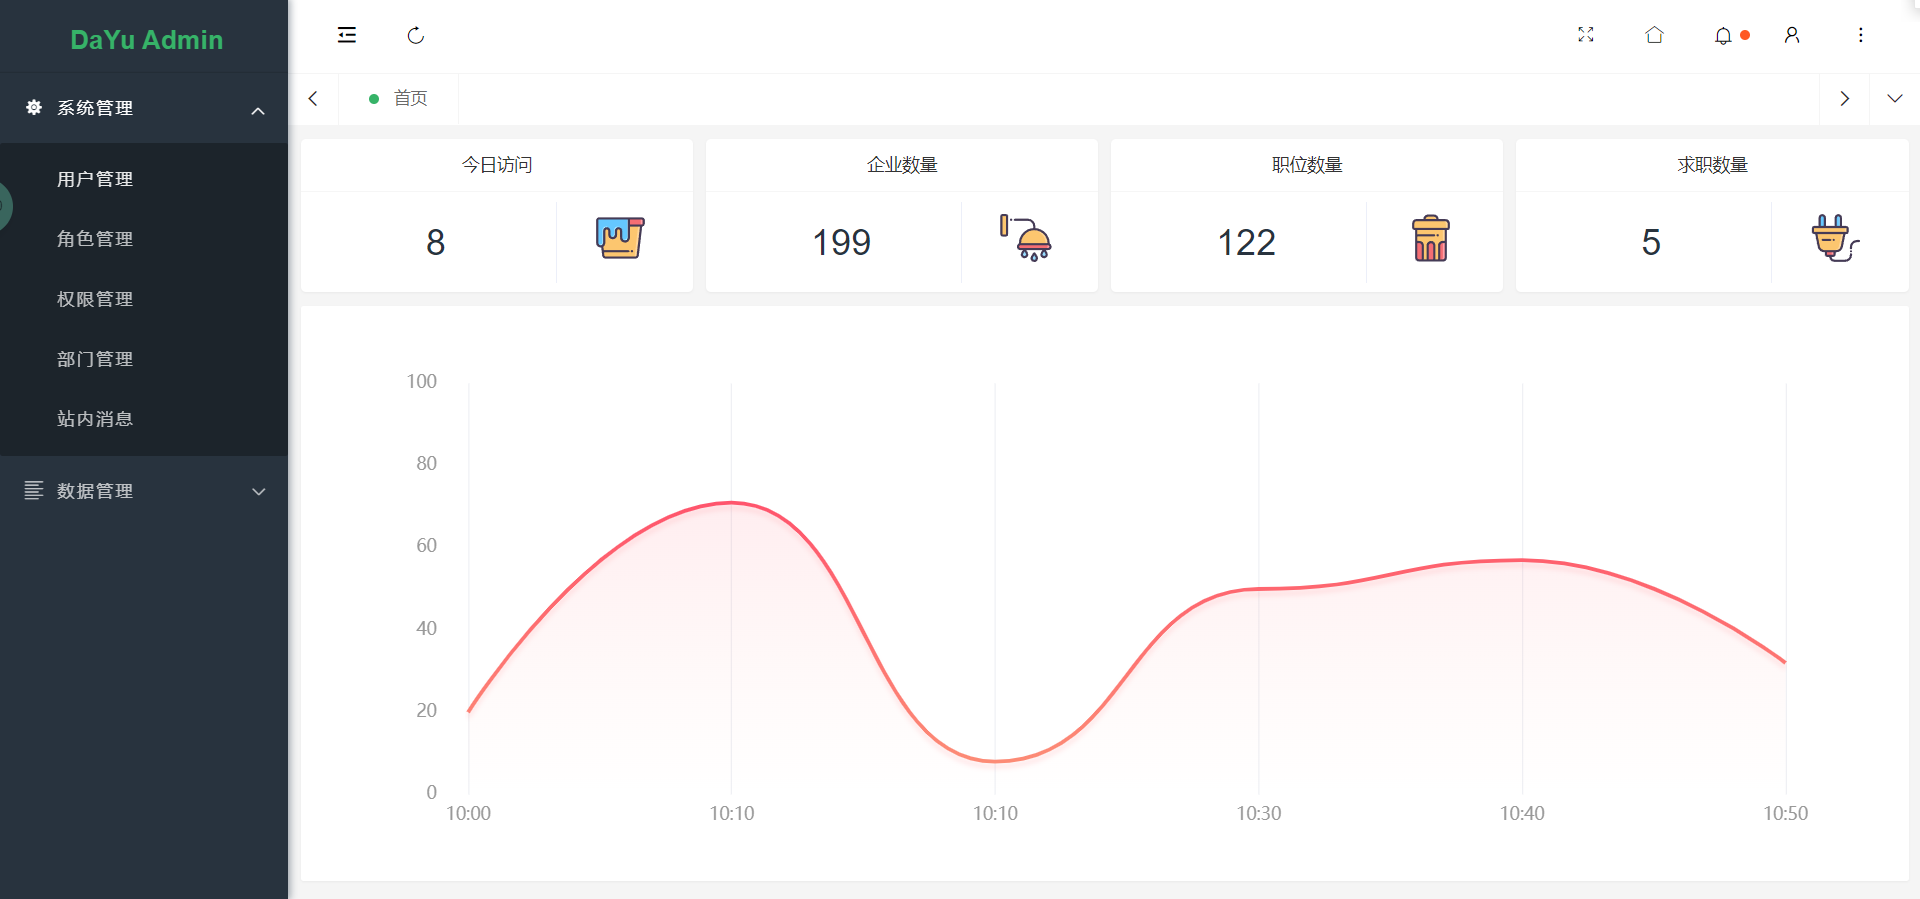 DaYu Admin
系统管理
用户管理
角色管理
权限管理
部门管理
站内消息
数据管理
首页
今日访问
8
企业数量
199
职位数量
122
求职数量
5
100
80
60
40
20
0
10:00 10:10 10:10 10:30 10:40 10:50